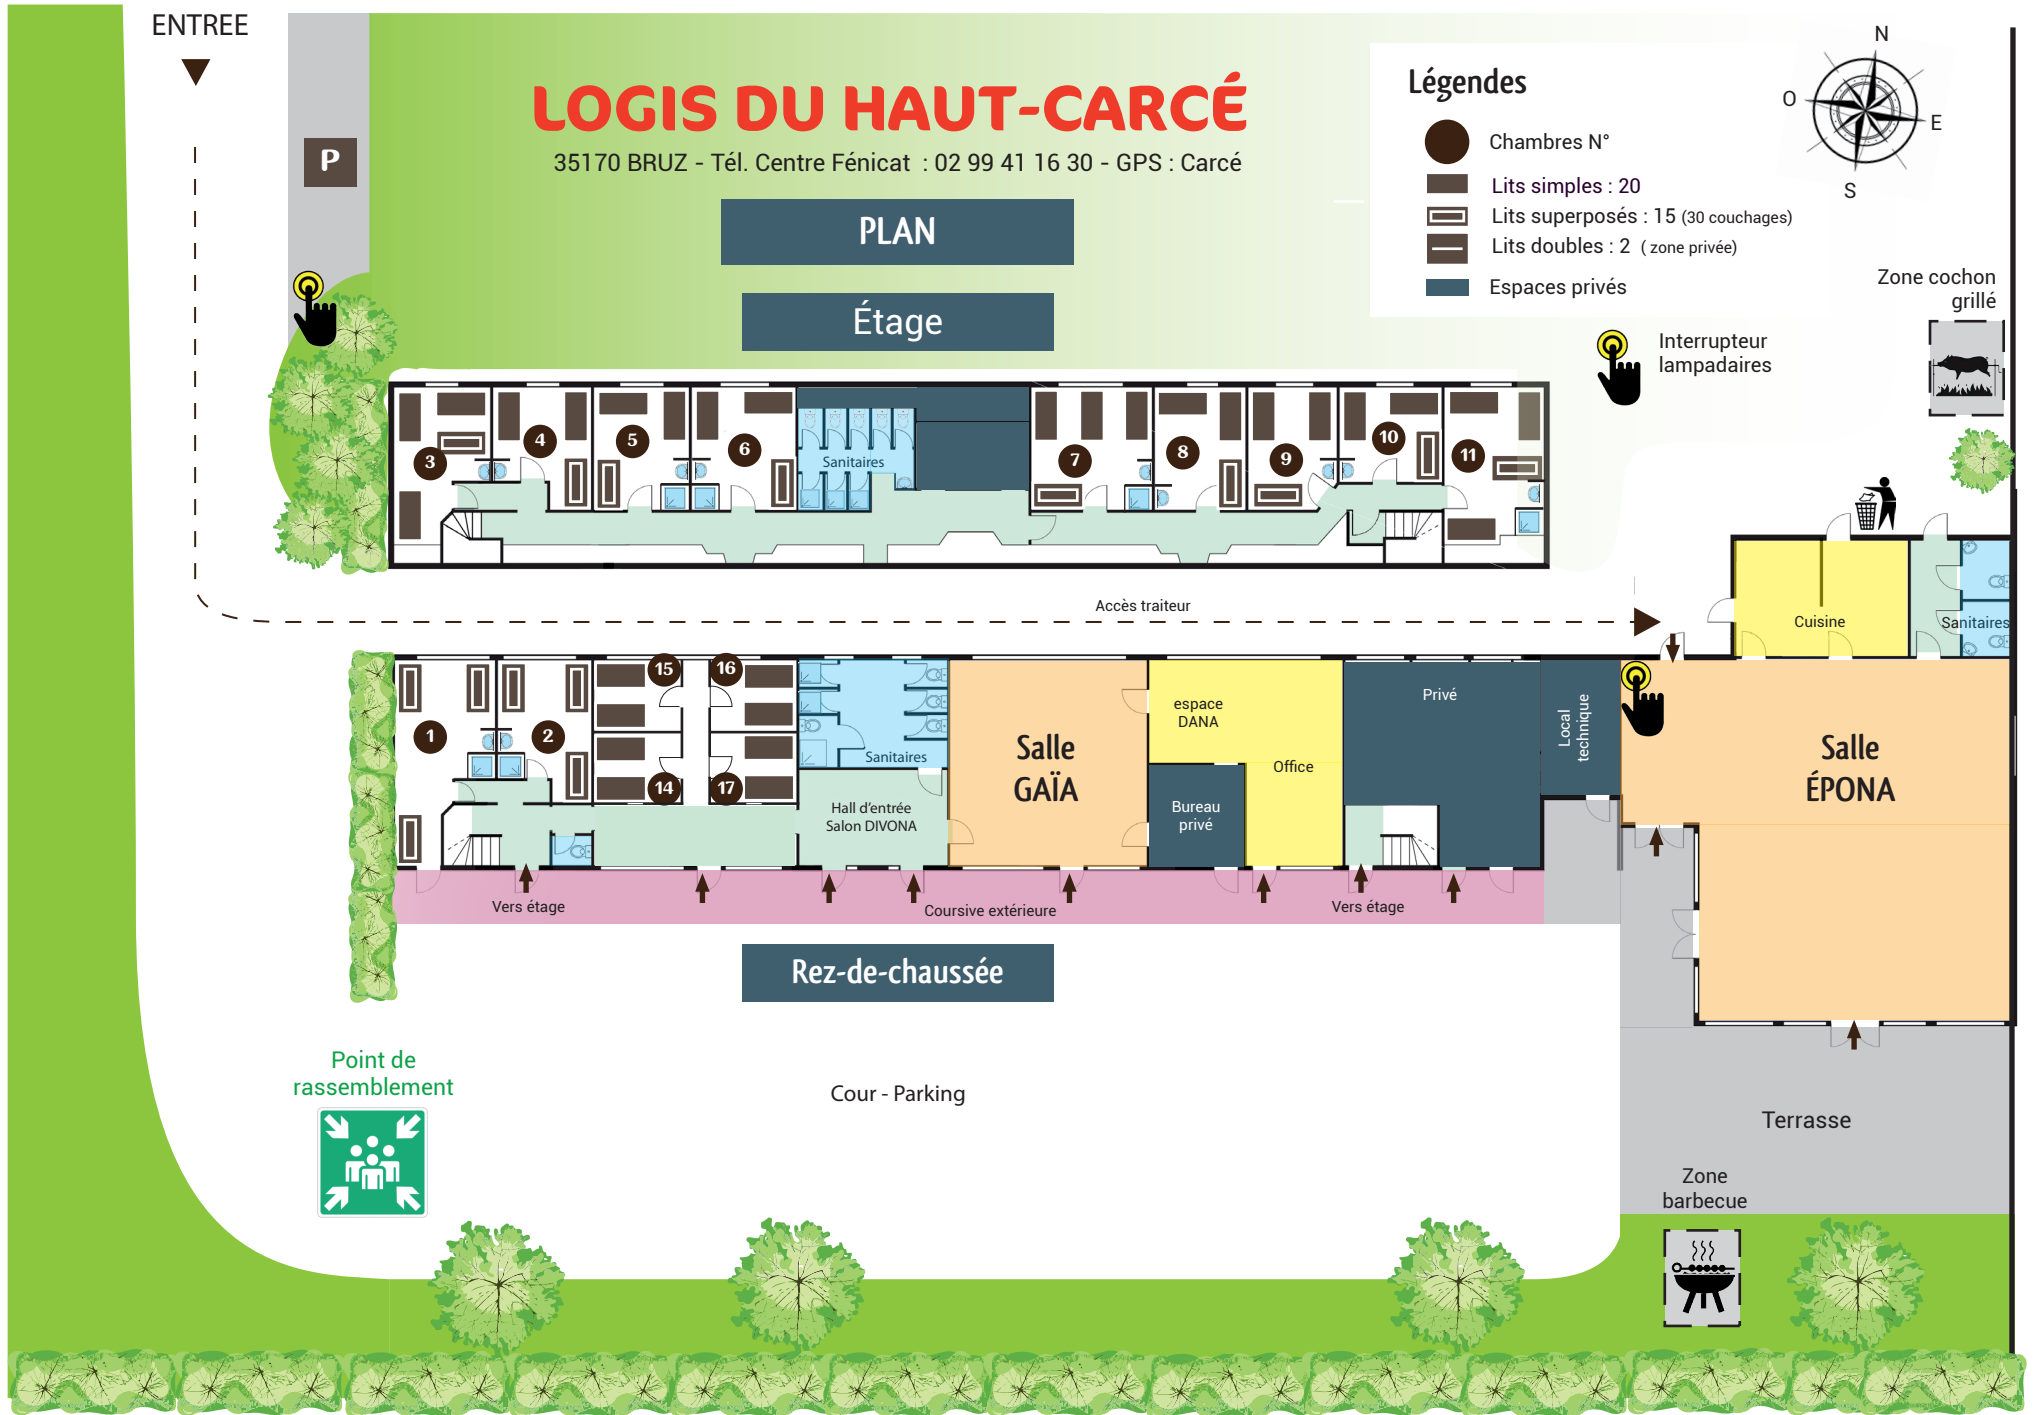 ENTREE
P
LOGIS DU HAUT-CARCÉ
35170 BRUZ - Tél. Centre Fénicat : 02 99 41 16 30 - GPS : Carcé
PLAN
Étage
Légendes
Chambres N°
Lits simples : 20
Lits superposés : 15 (30 couchages)
Lits doubles : 2 ( zone privée)
Espaces privés
N
O
E
S
Interrupteur
lampadaires
Zone cochon
grillé
3
4
5
6
Sanitaires
7
8
9
10
11
Accès traiteur
Cuisine
Sanitaires
1
2
15
16
14
17
Sanitaires
Hall d'entrée
Salon DIVONA
Salle
GAÏA
espace
DANA
Office
Bureau
privé
Privé
Local
technique
Salle
ÉPONA
Vers étage
Coursive extérieure
Vers étage
Rez-de-chaussée
Point de
rassemblement
Cour - Parking
Terrasse
Zone
barbecue